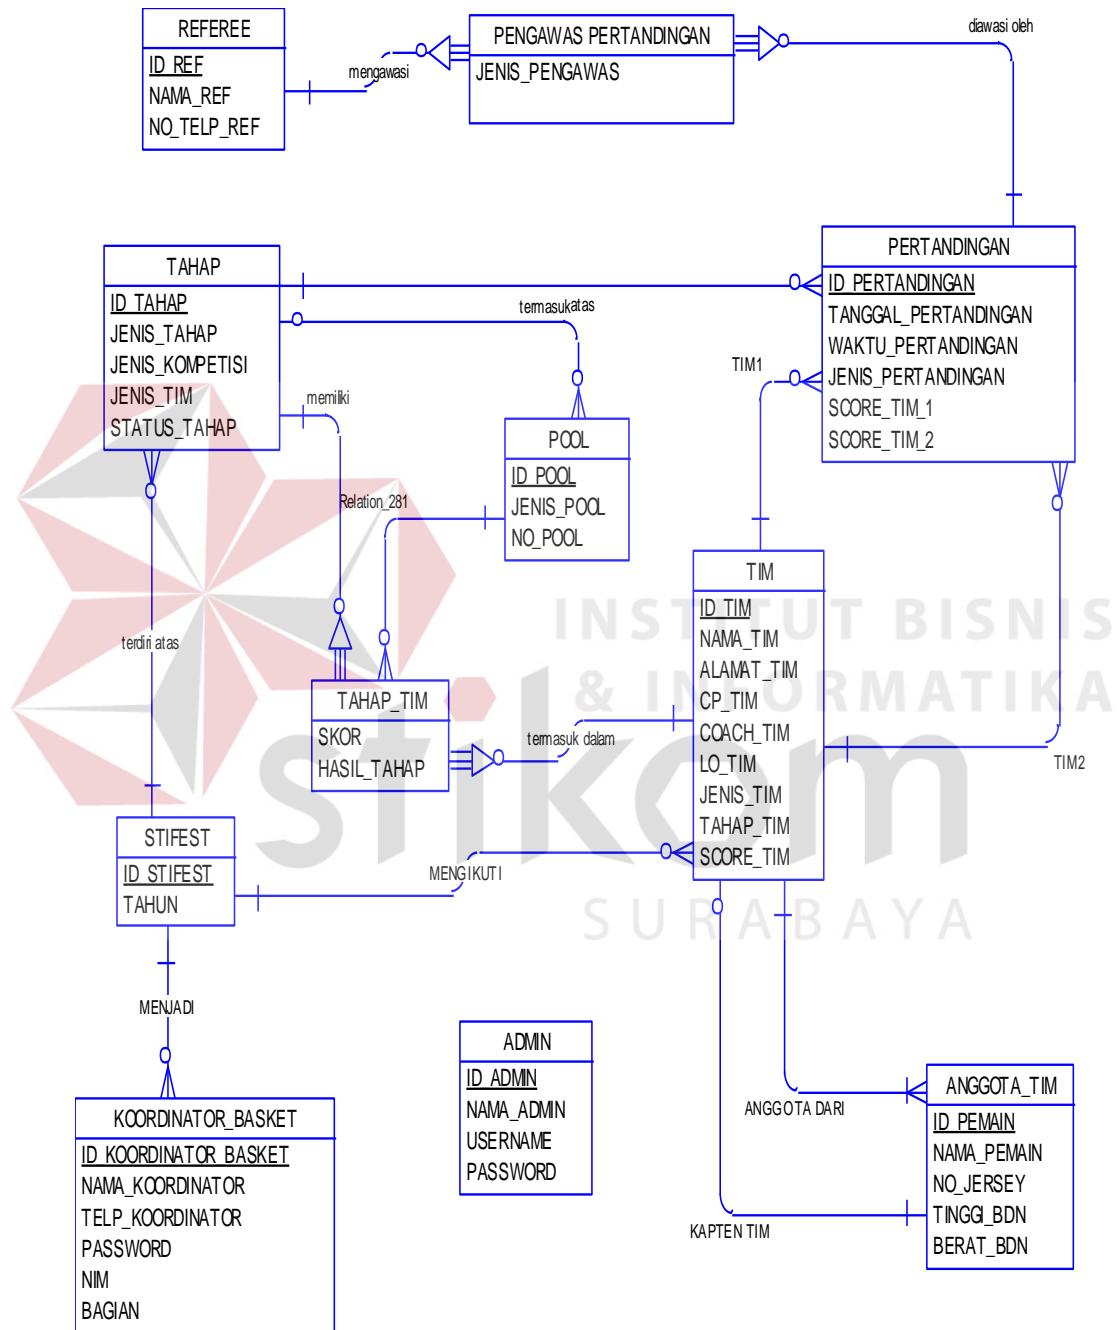 REFEREE
ID_REF
NAMA_REF
NO_TELP_REF
mengawasi
PENGAWAS PERTANDINGAN
JENIS_PENGAWAS
diawasi oleh
TAHAP
ID_TAHAP
JENIS_TAHAP
JENIS_KOMPETISI
JENIS_TIM
STATUS_TAHAP
PERTANDINGAN
ID_PERTANDINGAN
TANGGAL_PERTANDINGAN
WAKTU_PERTANDINGAN
JENIS_PERTANDINGAN
SCORE_TIM_1
SCORE_TIM_2
termasukatas
TIM1
memiliki
POOL
ID_POOL
JENIS_POOL
NO_POOL
Relation_281
TIM
ID_TIM
NAMA_TIM
ALAMAT_TIM
CP_TIM
COACH_TIM
LO_TIM
JENIS_TIM
TAHAP_TIM
SCORE_TIM
INSTITUT BISNIS
& INFORMATIKA
stikom
SURABAYA
terdiri atas
TAHAP_TIM
SKOR
HASIL_TAHAP
termasuk dalam
TIM2
STIFEST
ID_STIFEST
TAHUN
MENGIKUTI
MENJADI
ADMIN
ID_ADMIN
NAMA_ADMIN
USERNAME
PASSWORD
ANGGOTA DARI
ANGGOTA_TIM
ID_PEMAIN
NAMA_PEMAIN
NO_JERSEY
TINGGI_BDN
BERAT_BDN
KAPTEN TIM
KOORDINATOR_BASKET
ID_KOORDINATOR_BASKET
NAMA_KOORDINATOR
TELP_KOORDINATOR
PASSWORD
NIM
BAGIAN